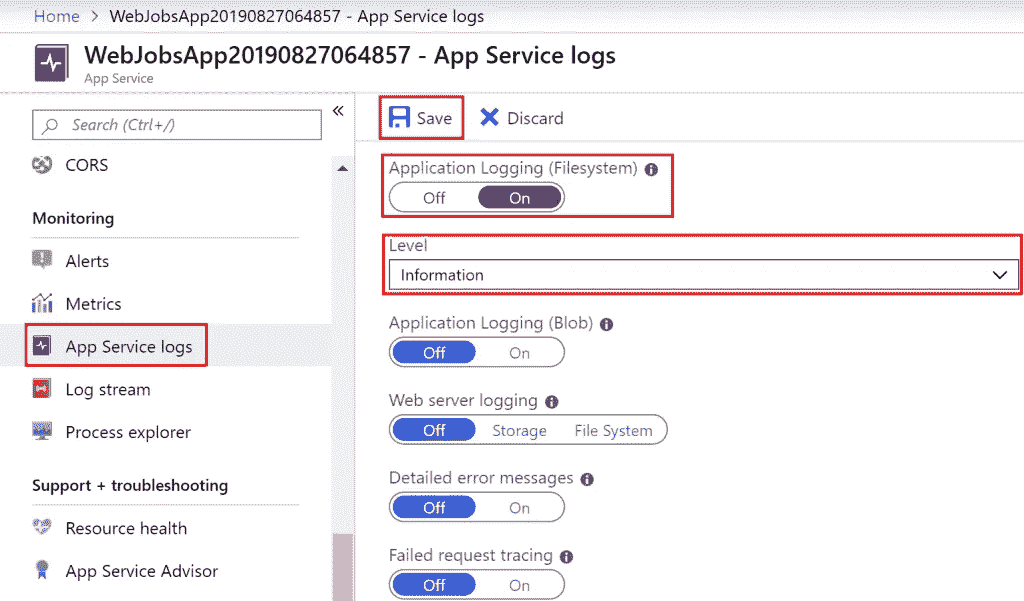 Home > WebJobsApp20190827064857 - App Service logs
WebJobsApp20190827064857 - App Service logs
App Service
Search (Ctrl+/)
«
CORS
Monitoring
Alerts
Metrics
App Service logs
Log stream
Process explorer
Support + troubleshooting
Resource health
App Service Advisor
Save Discard
Application Logging (Filesystem)
Off On
Level
Information
Application Logging (Blob)
Off On
Web server logging
Off Storage File System
Detailed error messages
Off On
Failed request tracing
Off On